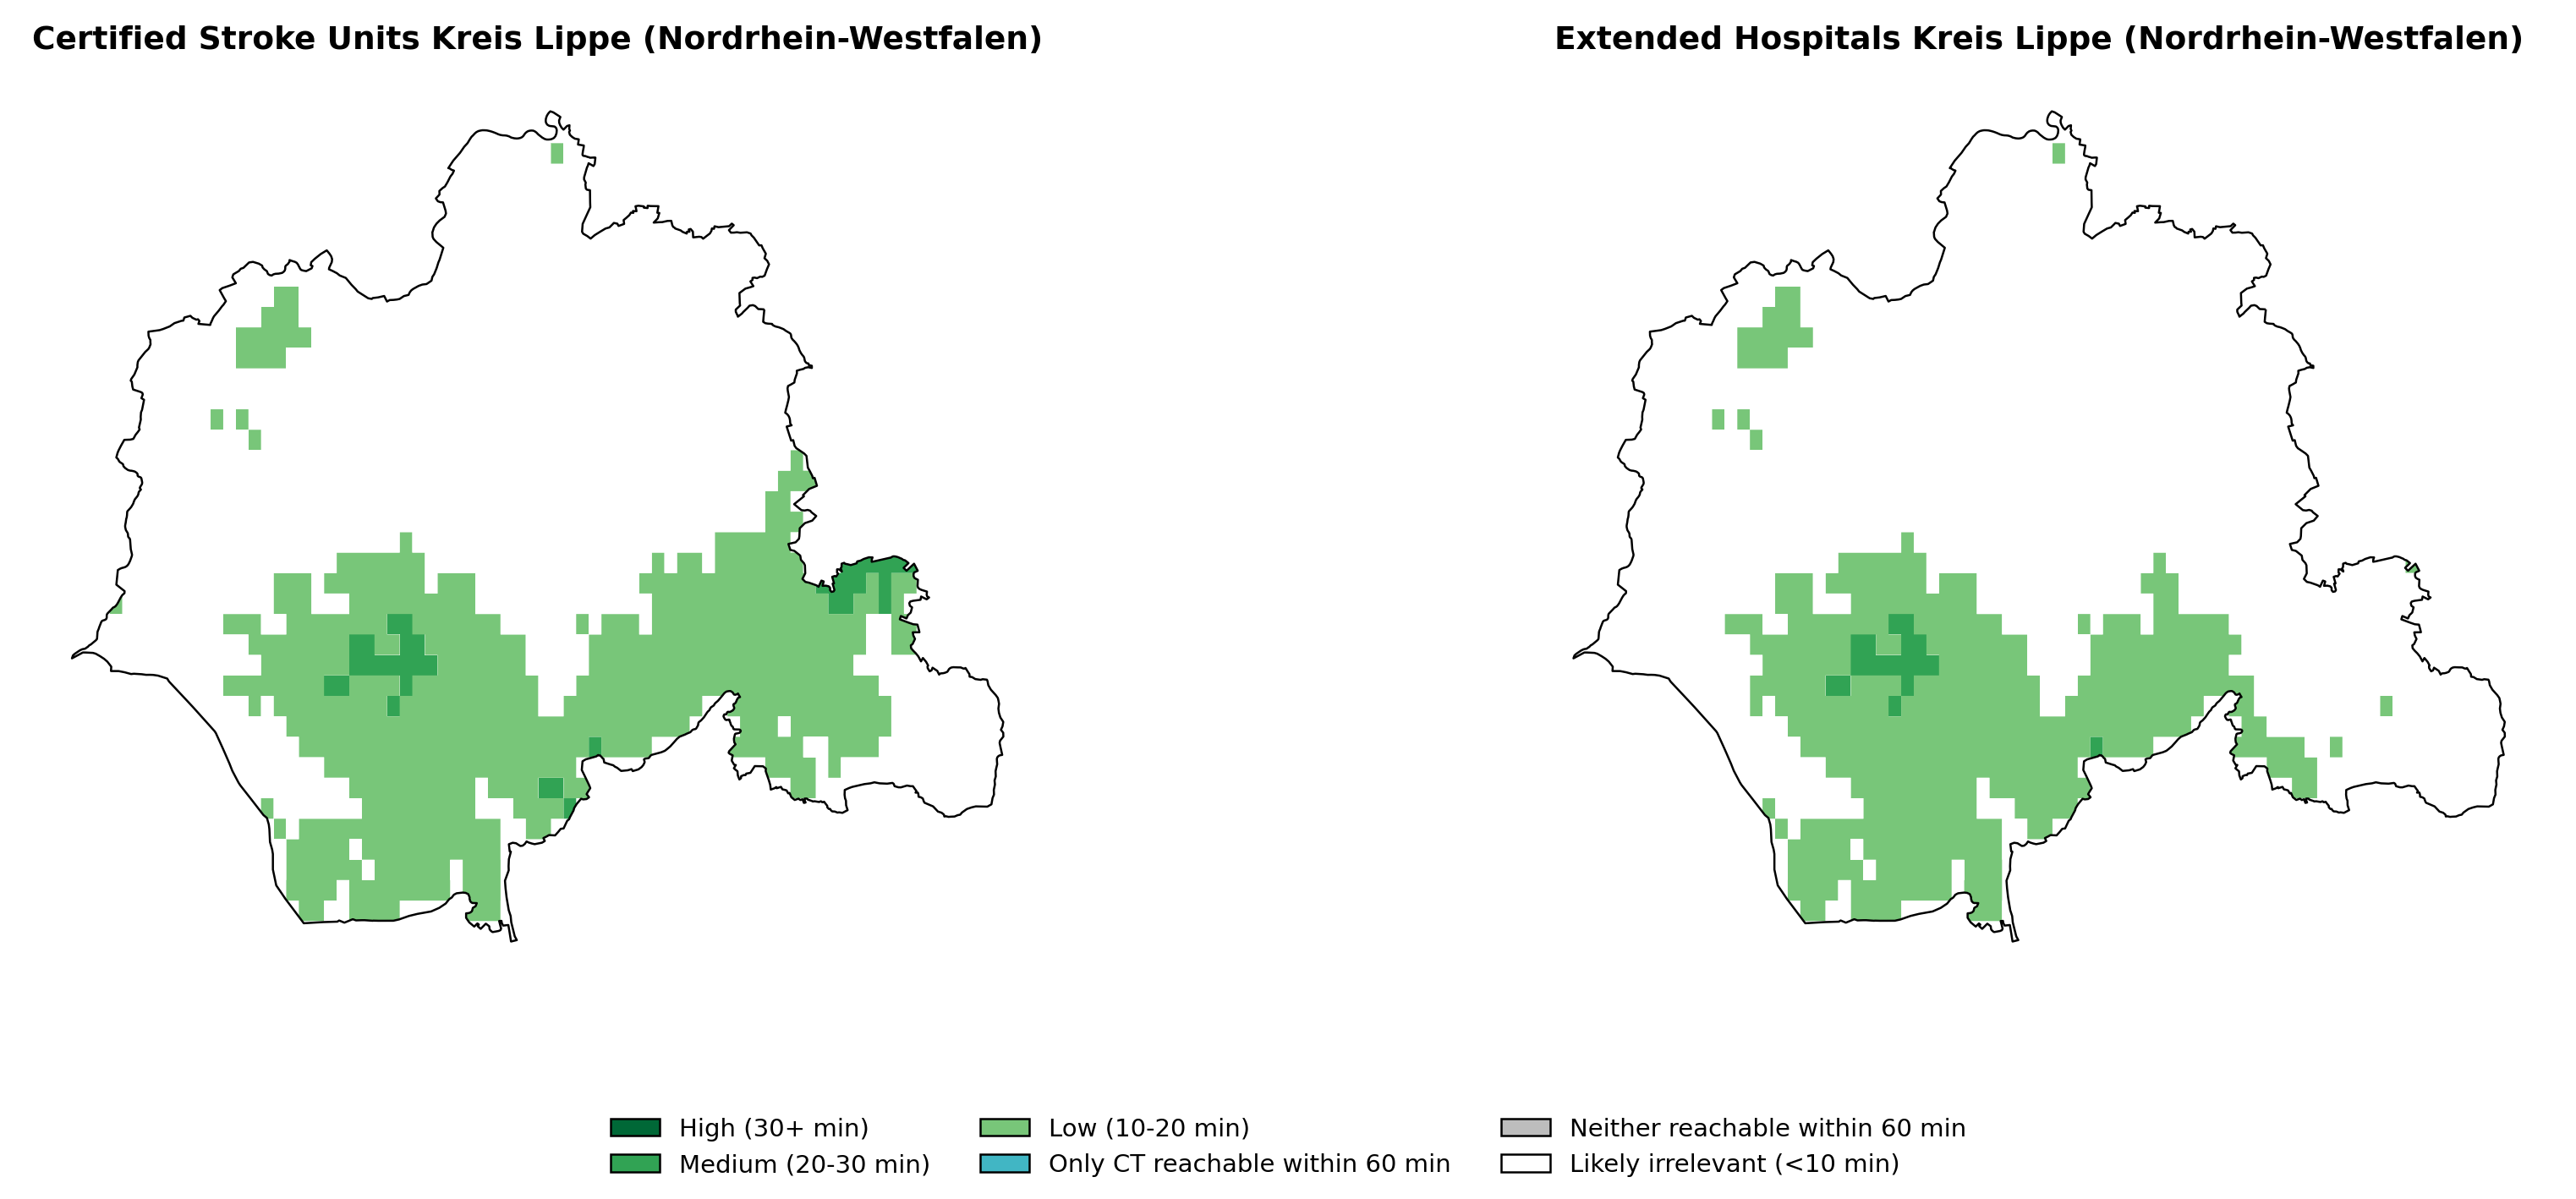 Certified Stroke Units Kreis Lippe (Nordrhein-Westfalen)
Extended Hospitals Kreis Lippe (Nordrhein-Westfalen)
High (30+ min)
Medium (20-30 min)
Low (10-20 min)
Only CT reachable within 60 min
Neither reachable within 60 min
Likely irrelevant (<10 min)